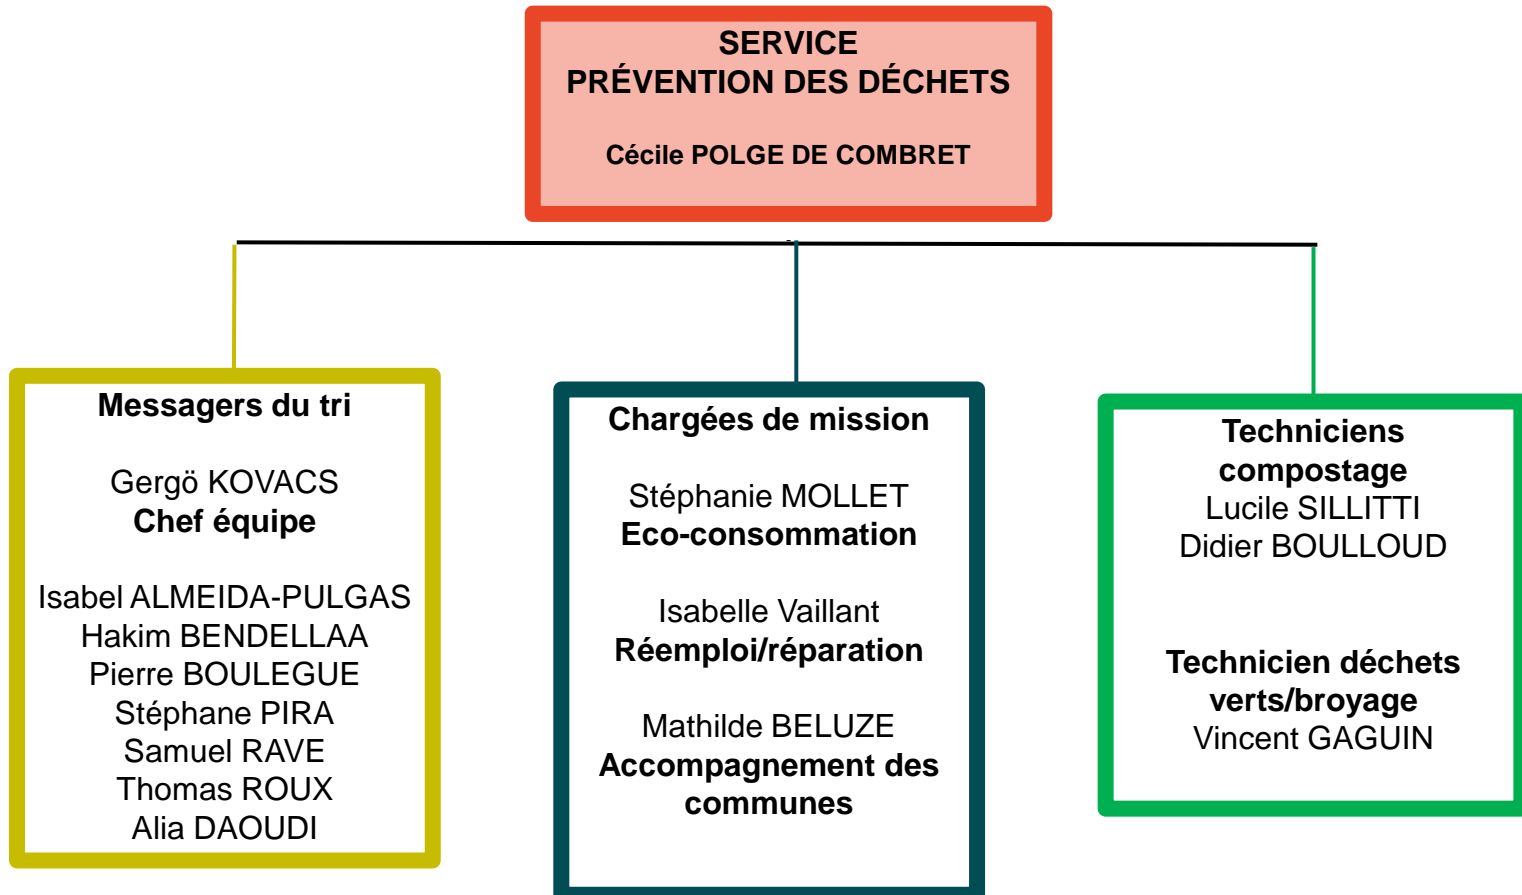 SERVICE
PRÉVENTION DES DÉCHETS
Cécile POLGE DE COMBRET
Messagers du tri
Gergö KOVACS
Chef équipe
Isabel ALMEIDA-PULGAS
Hakim BENDELLAA
Pierre BOULEGUE
Stéphane PIRA
Samuel RAVE
Thomas ROUX
Alia DAOUDI
Chargées de mission
Stéphanie MOLLET
Eco-consommation
Isabelle Vaillant
Réemploi/réparation
Mathilde BELUZE
Accompagnement des
communes
Techniciens
compostage
Lucile SILLITTI
Didier BOULLOUD
Technicien déchets
verts/broyage
Vincent GAGUIN